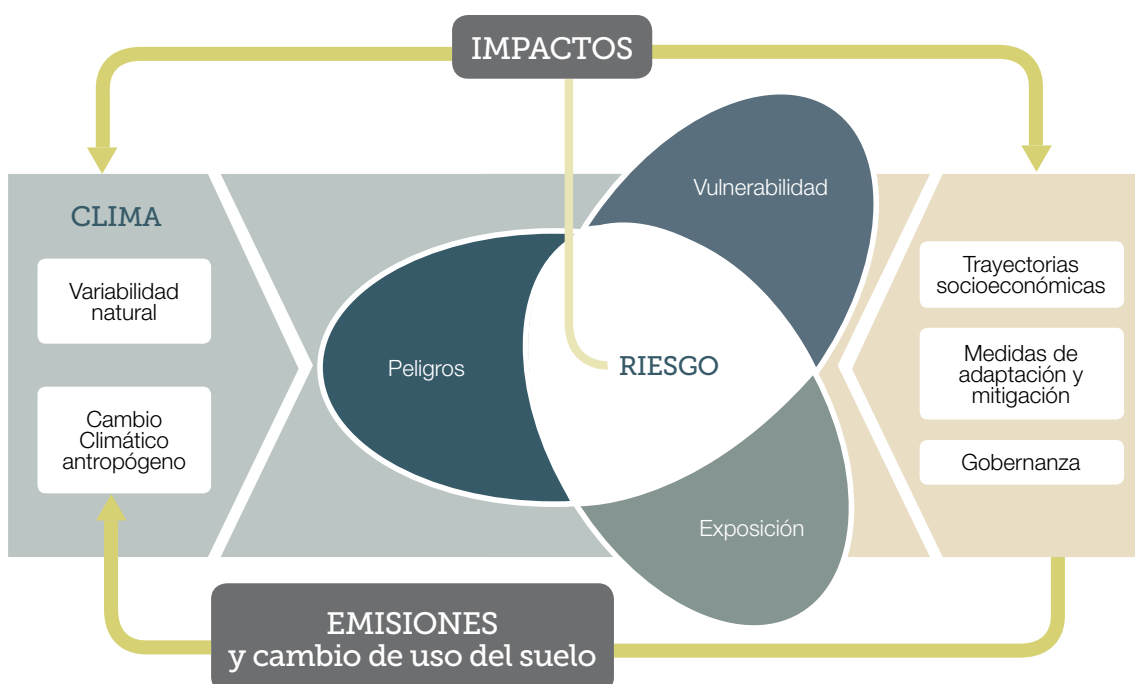 IMPACTOS
CLIMA
Variabilidad
natural
Cambio
Climático
antropógeno
Peligros
RIESGO
Vulnerabilidad
Exposición
Trayectorias
socioeconómicas
Medidas de
adaptación y
mitigación
Gobernanza
EMISIONES
y cambio de uso del suelo